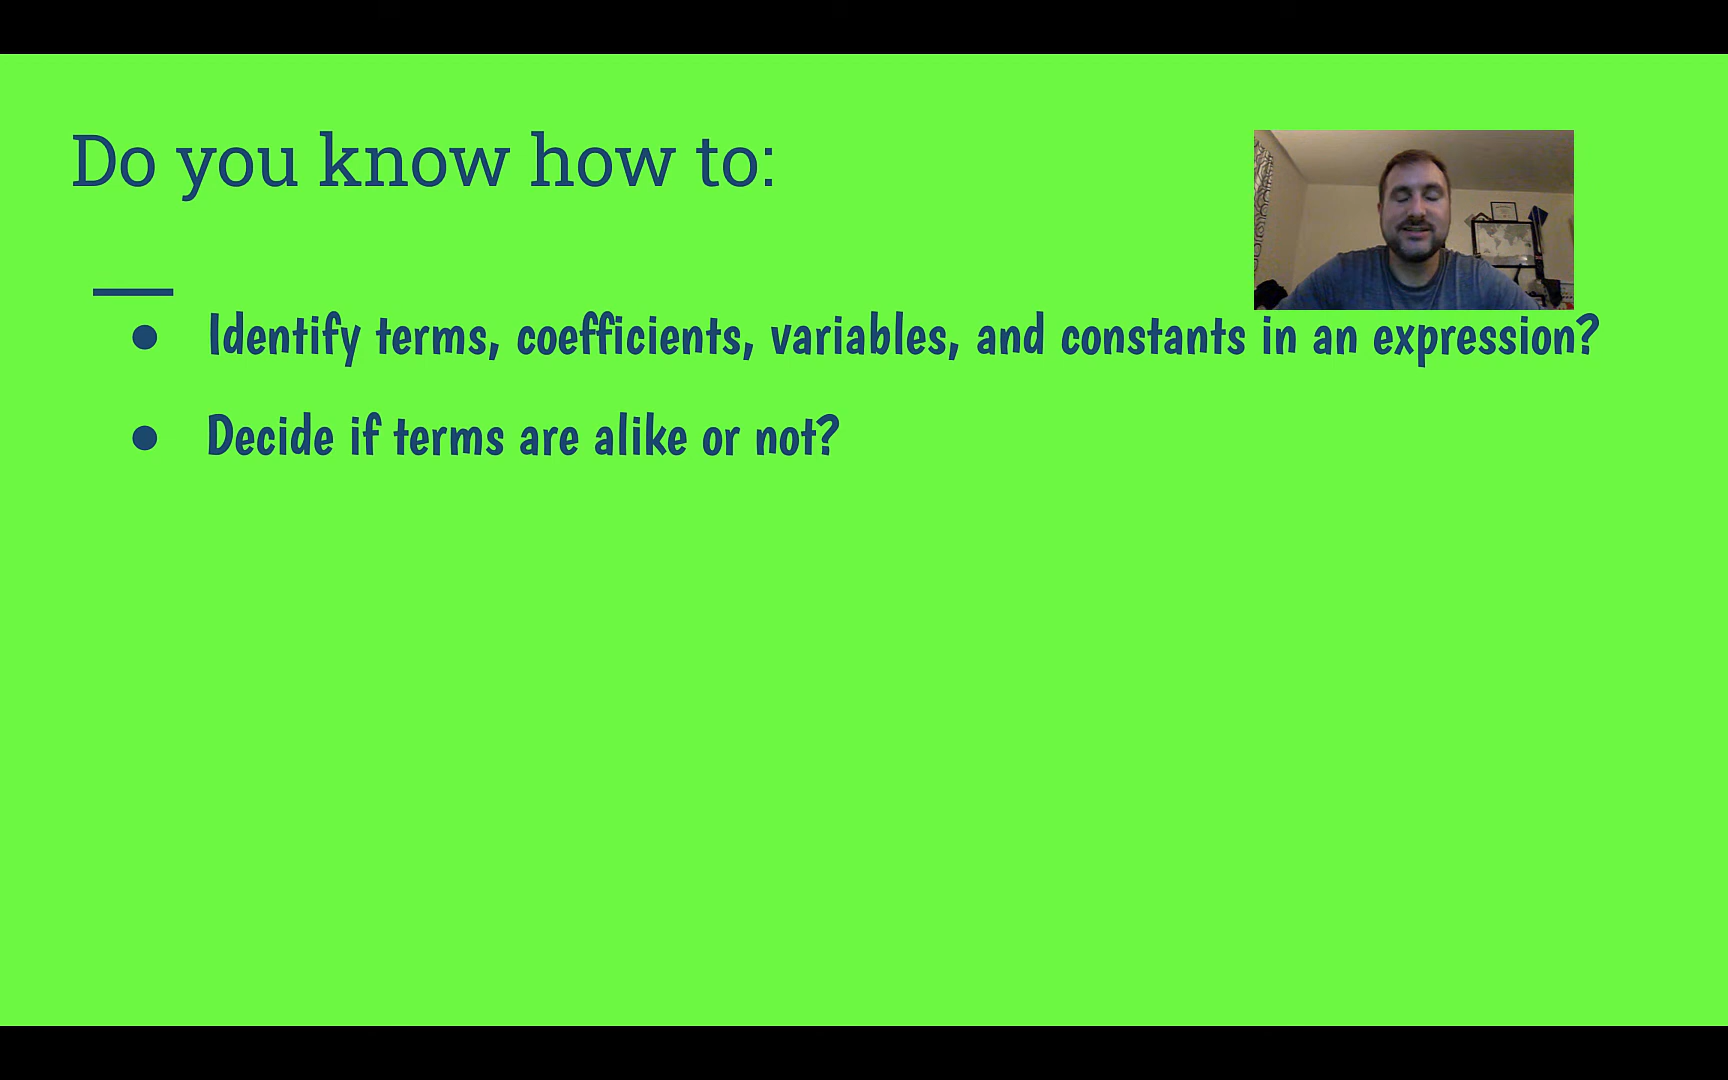 Do you know how to:
● Identify terms, coefficients, variables, and constants in an expression?
● Decide if terms are alike or not?